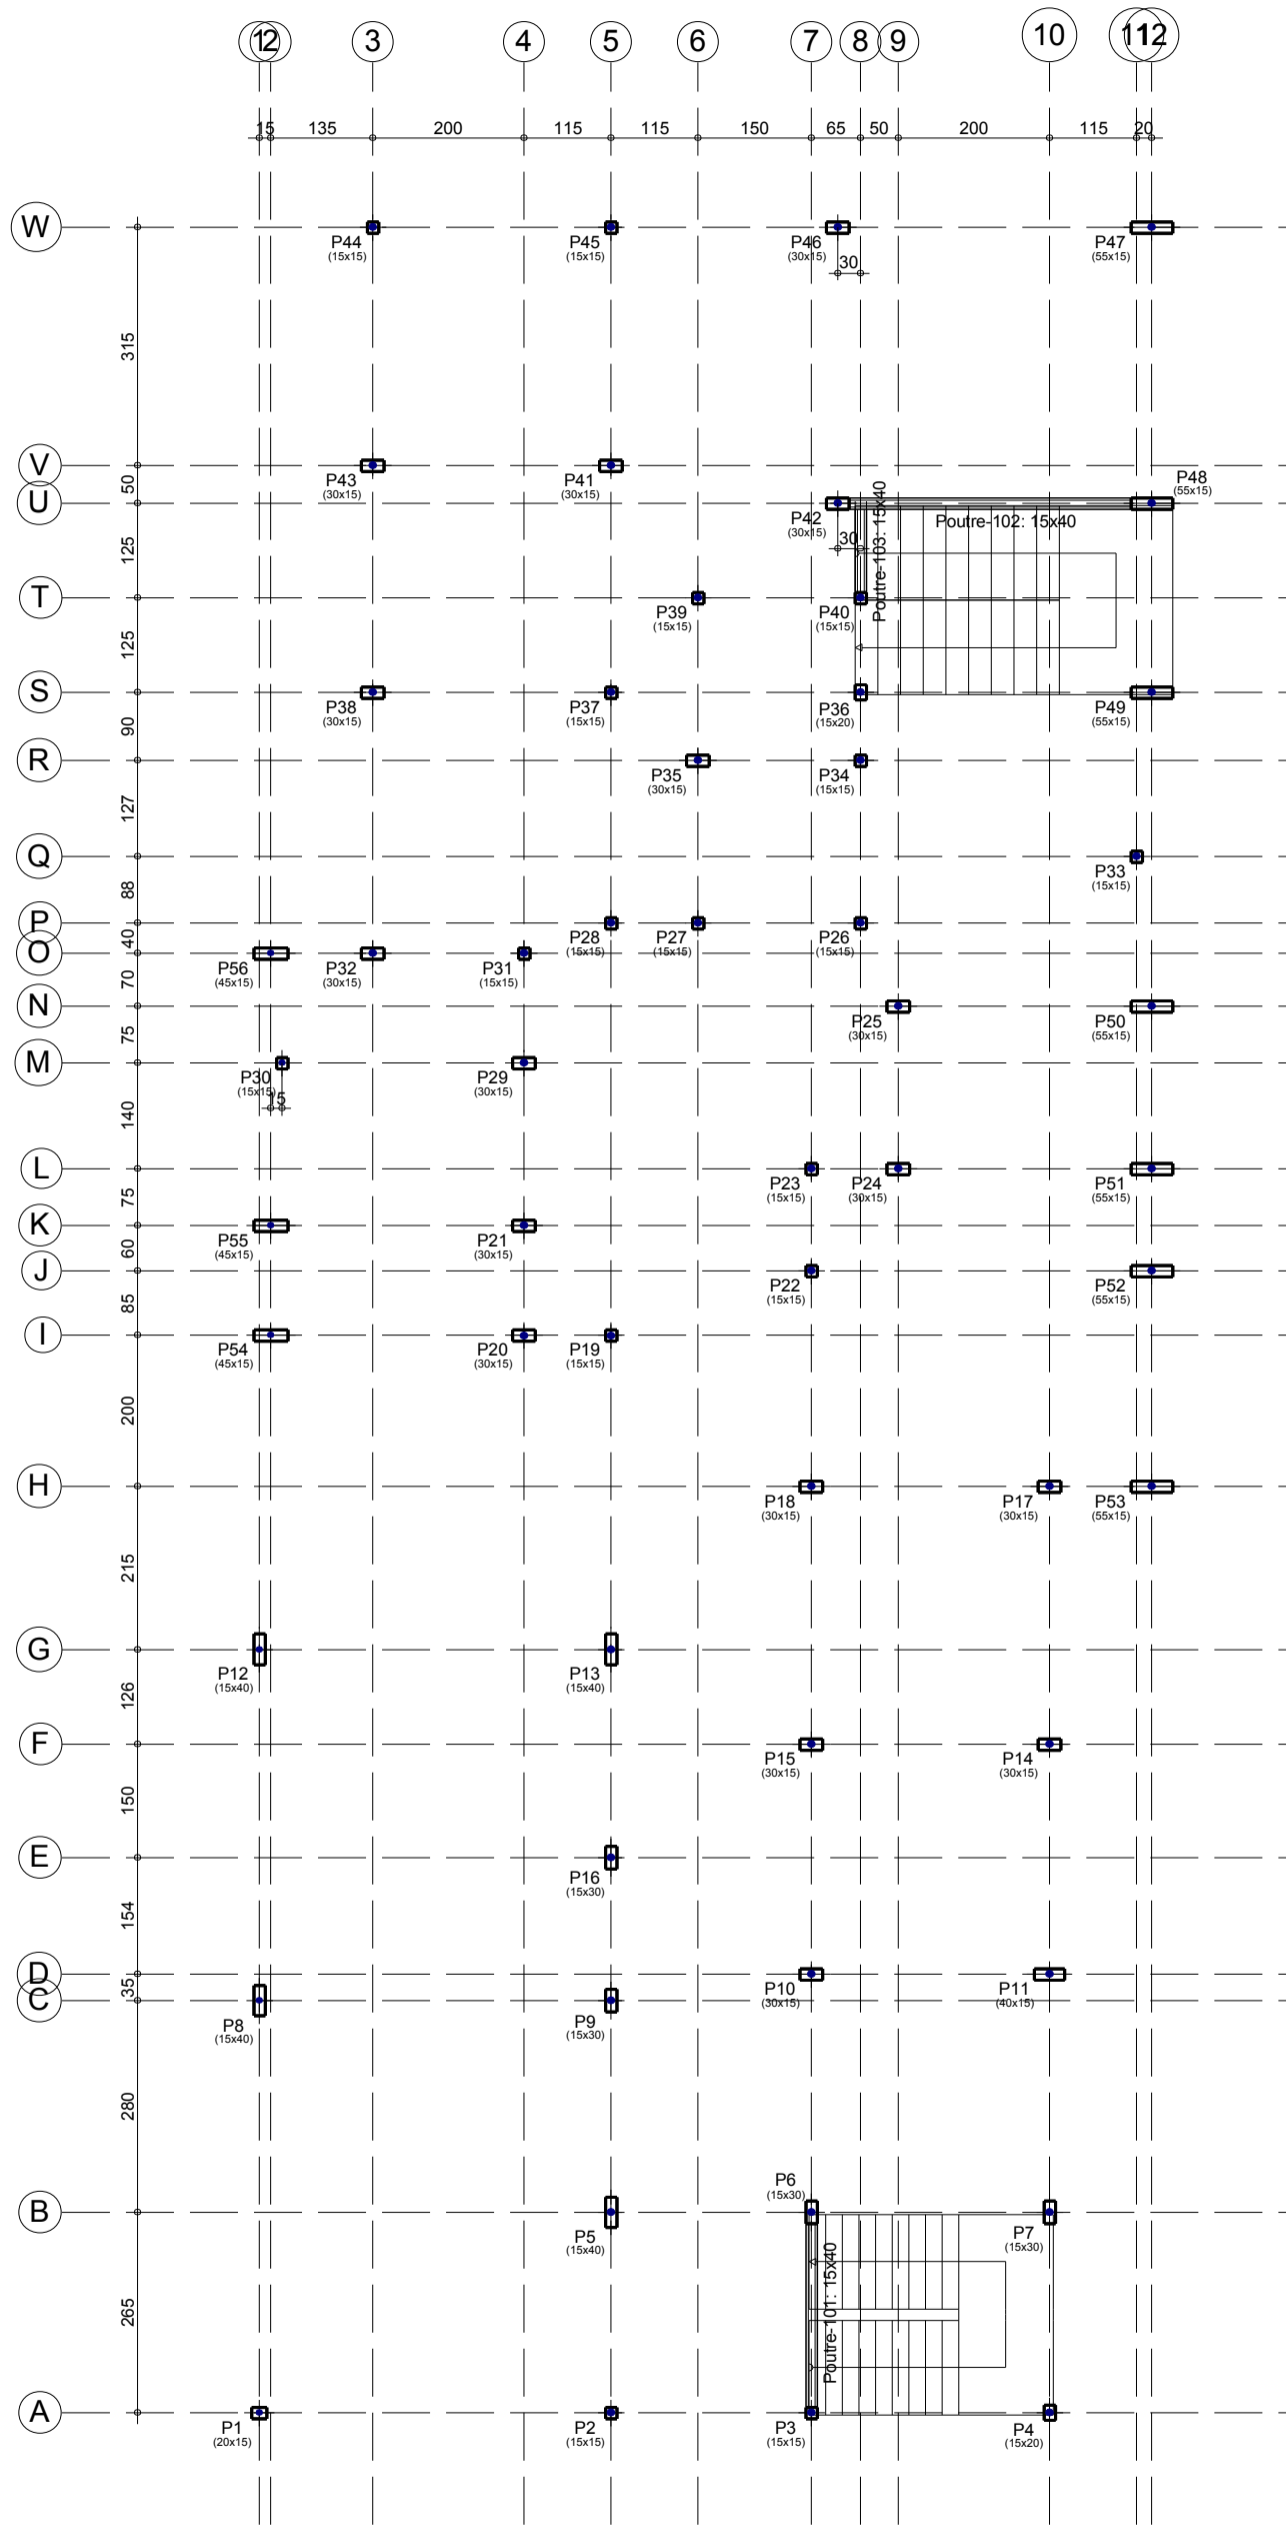 1 2 3 4 5 6 7 8 9 10 11 12
15 135 200 115 115 150 65 50 200 115 20
W
P44 P45 P46 P47
(15x15) (15x15) (30x15) (55x15)
30
315
V
P43 P41 P48
(30x15) (30x15) (55x15)
50
U
P42 Poutre-102: 15x40
(30x15)
Poutre-103: 15x40
30
125
T
P39 P40
(15x15) (15x15)
125
S
P38 P37 P36 P49
(30x15) (15x15) (15x20) (55x15)
90
R
P35 P34
(30x15) (15x15)
127
Q
P33
(15x15)
88
P
P28 P27 P26
(15x15) (15x15) (15x15)
40
O
P56 P32 P31
(45x15) (30x15) (15x15)
70
N
P25 P50
(30x15) (55x15)
75
M
P30 P29
(15x15) (30x15)
15
140
L
P23 P24 P51
(15x15) (30x15) (55x15)
75
K
P55 P21
(45x15) (30x15)
60
J
P22 P52
(15x15) (55x15)
85
I
P54 P20 P19
(45x15) (30x15) (15x15)
200
H
P18 P17 P53
(30x15) (30x15) (55x15)
215
G
P12 P13
(15x40) (15x40)
126
F
P15 P14
(30x15) (30x15)
150
E
P16
(15x30)
154
D
P10 P11
(30x15) (40x15)
35
C
P8 P9
(15x40) (15x30)
280
P6
(15x30)
B
P5 P7
(15x40) (15x30)
265
Poutre-101: 15x40
A
P1 P2 P3 P4
(20x15) (15x15) (15x15) (15x20)